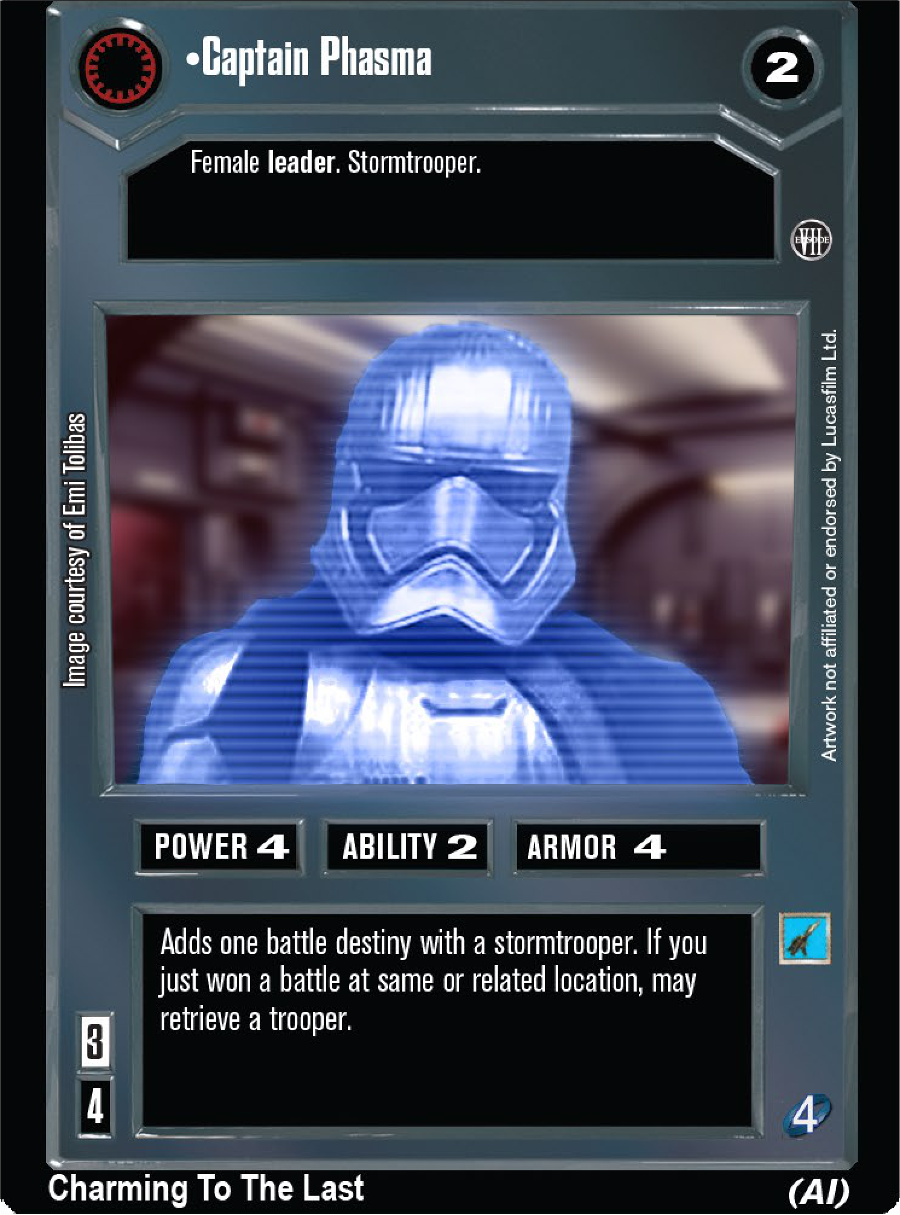 •Captain Phasma
2
Female leader. Stormtrooper.
EPISODE
VII
Image courtesy of Emi Tolibas
Artwork not affiliated or endorsed by Lucasfilm Ltd.
POWER 4
ABILITY 2
ARMOR 4
Adds one battle destiny with a stormtrooper. If you
just won a battle at same or related location, may
retrieve a trooper.
3
4
4
Charming To The Last
(AI)